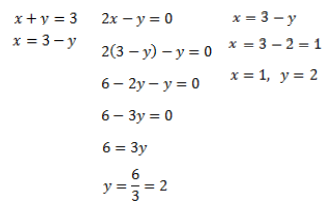 x + y = 3
x = 3 − y
2x − y = 0
2(3 − y) − y = 0
6 − 2y − y = 0
6 − 3y = 0
6 = 3y
y = 6/3 = 2
x = 3 − y
x = 3 − 2 = 1
x = 1, y = 2